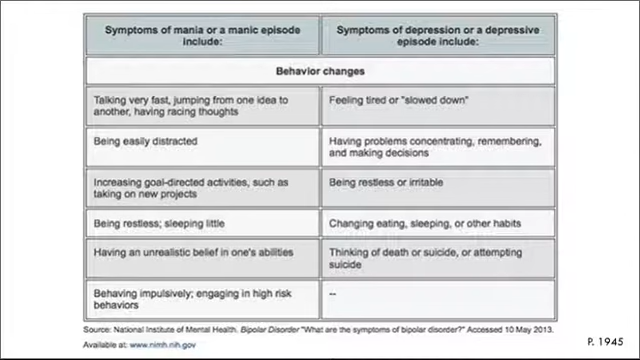 Symptoms of mania or a manic episode
include:
Symptoms of depression or a depressive
episode include:
Behavior changes
Talking very fast, jumping from one idea to
another, having racing thoughts
Feeling tired or "slowed down"
Being easily distracted
Having problems concentrating, remembering,
and making decisions
Increasing goal-directed activities, such as
taking on new projects
Being restless or irritable
Being restless; sleeping little
Changing eating, sleeping, or other habits
Having an unrealistic belief in one's abilities
Thinking of death or suicide, or attempting
suicide
Behaving impulsively; engaging in high risk
behaviors
--
Source: National Institute of Mental Health. Bipolar Disorder "What are the symptoms of bipolar disorder?" Accessed 10 May 2013.
Available at: www.nimh.nih.gov
P. 1945